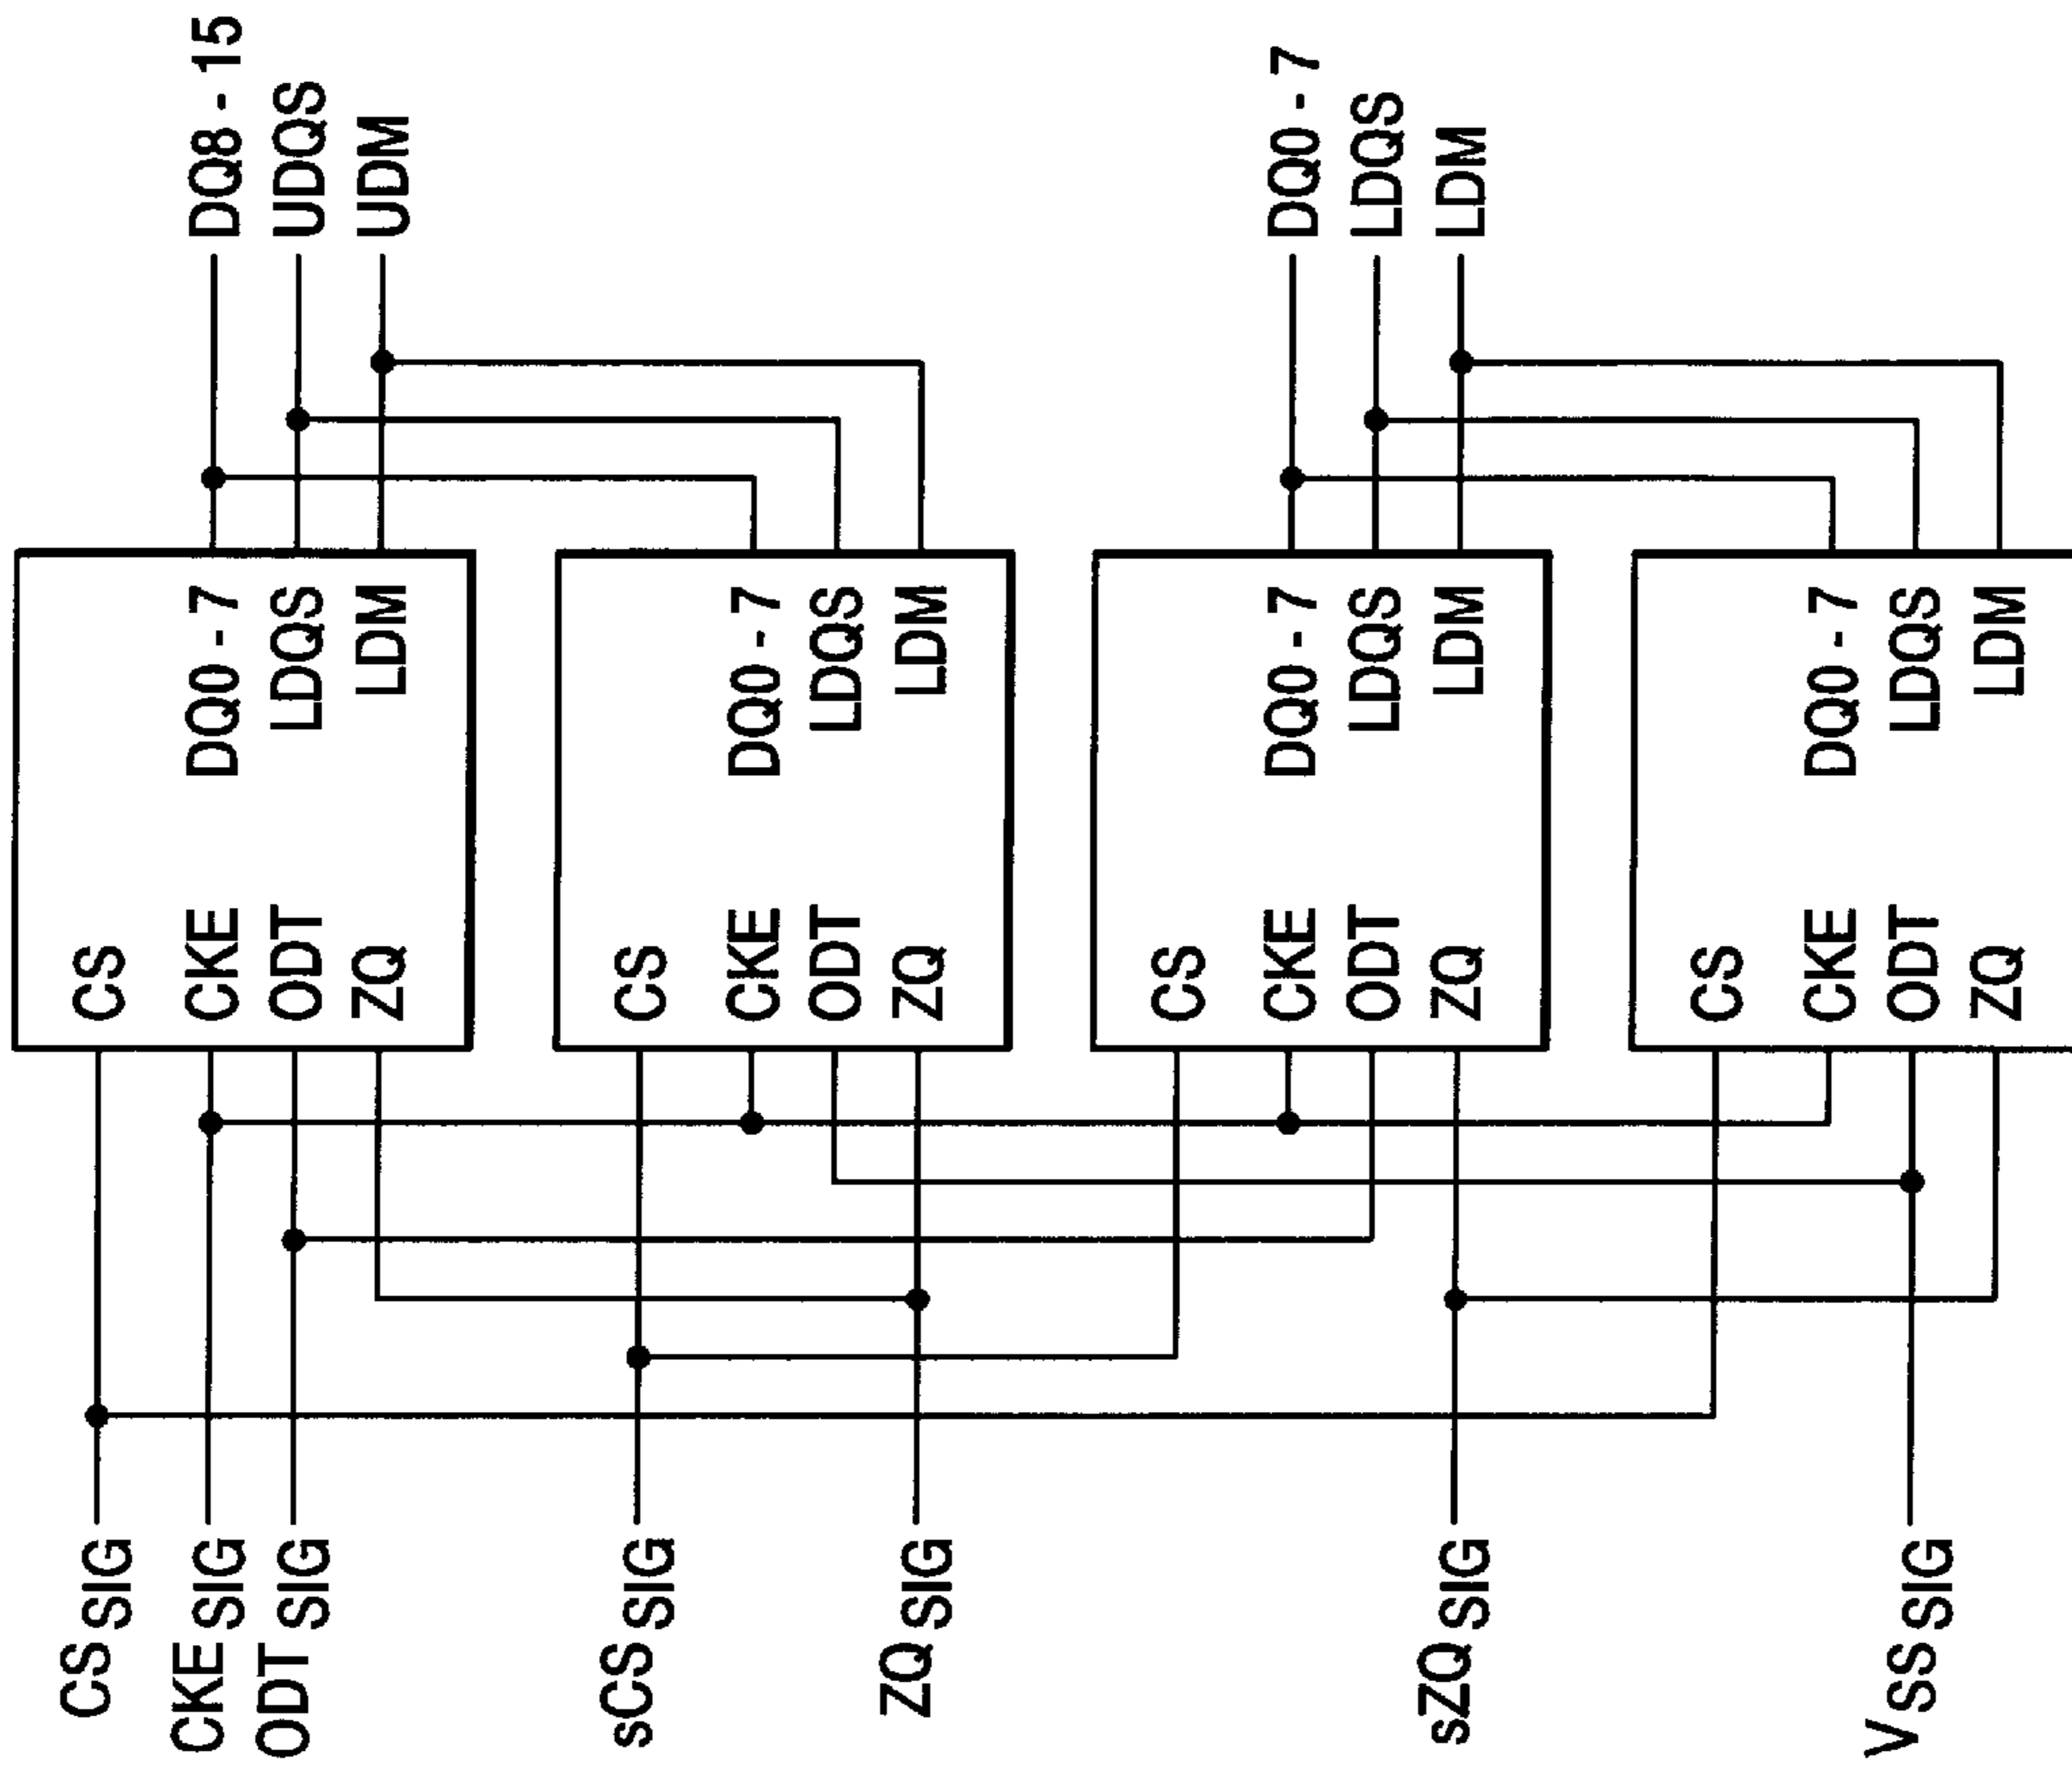 DQ8 - 15
UDQS
UDM
DQ0 - 7
LDQS
LDM
DQ0 - 7
LDQS
LDM
DQ0 - 7
LDQS
LDM
DQ0 - 7
LDQS
LDM
DQ0 - 7
LDQS
LDM
CS
CKE
ODT
ZQ
CS
CKE
ODT
ZQ
CS
CKE
ODT
ZQ
CS
CKE
ODT
ZQ
CS SIG
CKE SIG
ODT SIG
sCS SIG
ZQ SIG
sZQ SIG
VSS SIG